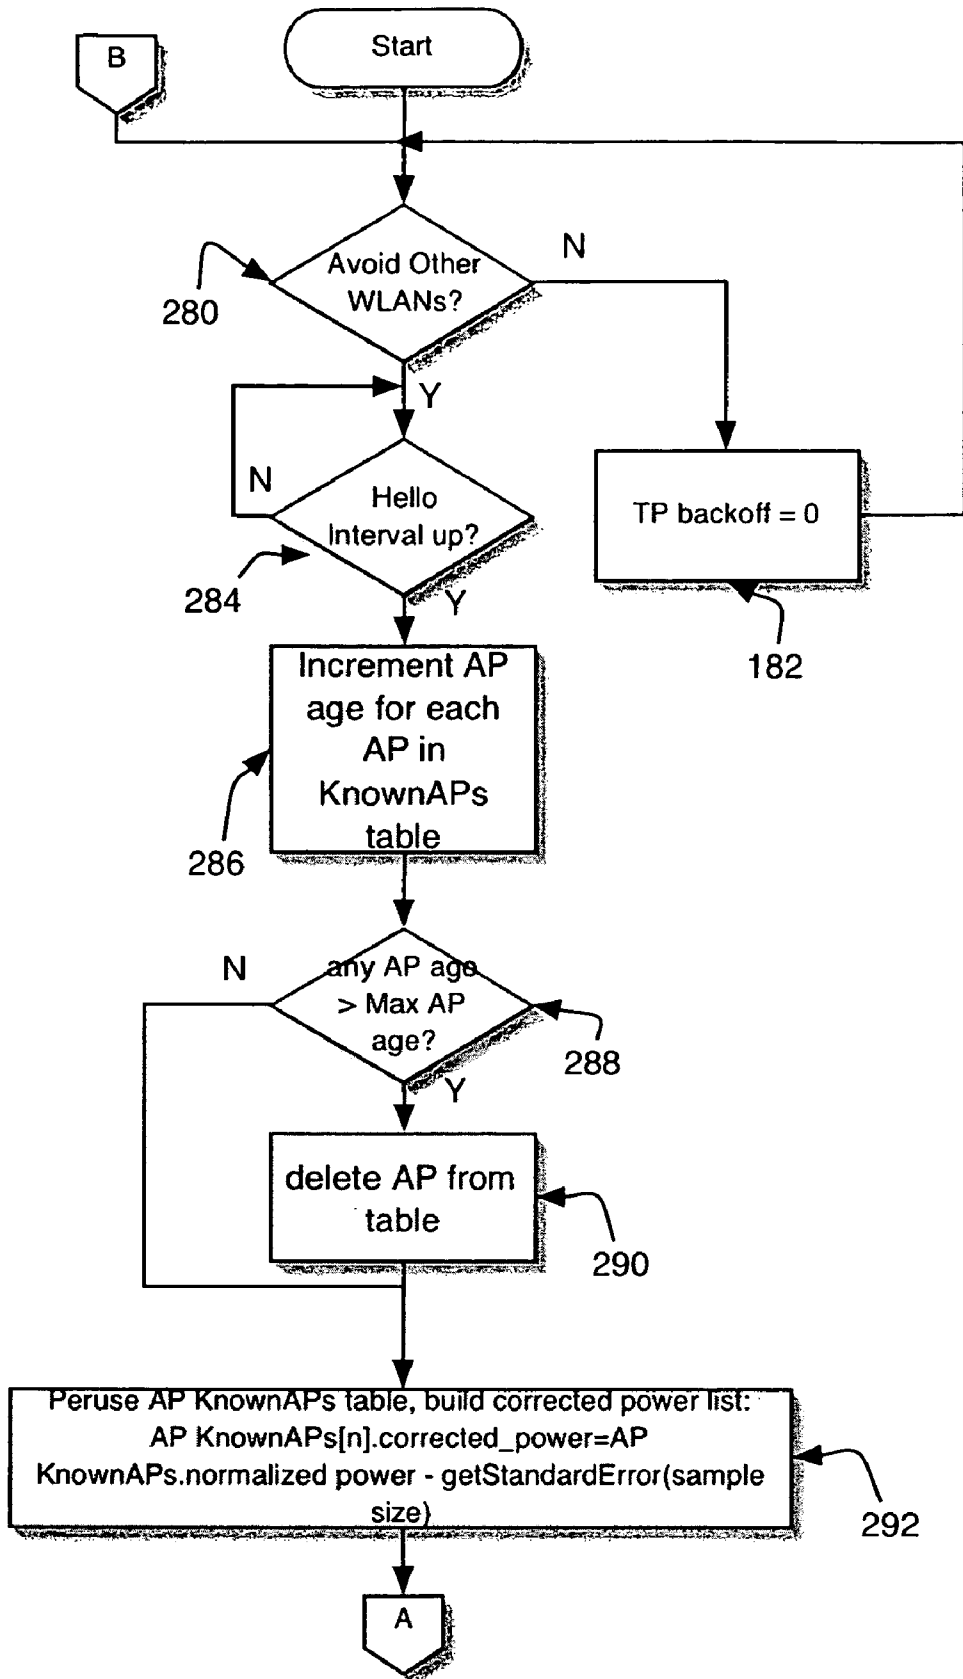 Start
B
Avoid Other
WLANs?
N
280
Y
Hello
Interval up?
N
284
Y
TP backoff = 0
182
Increment AP
age for each
AP in
KnownAPs
table
286
any AP age
> Max AP
age?
N
288
Y
delete AP from
table
290
Peruse AP KnownAPs table, build corrected power list:
AP KnownAPs[n].corrected_power=AP
KnownAPs.normalized power - getStandardError(sample
size)
292
A